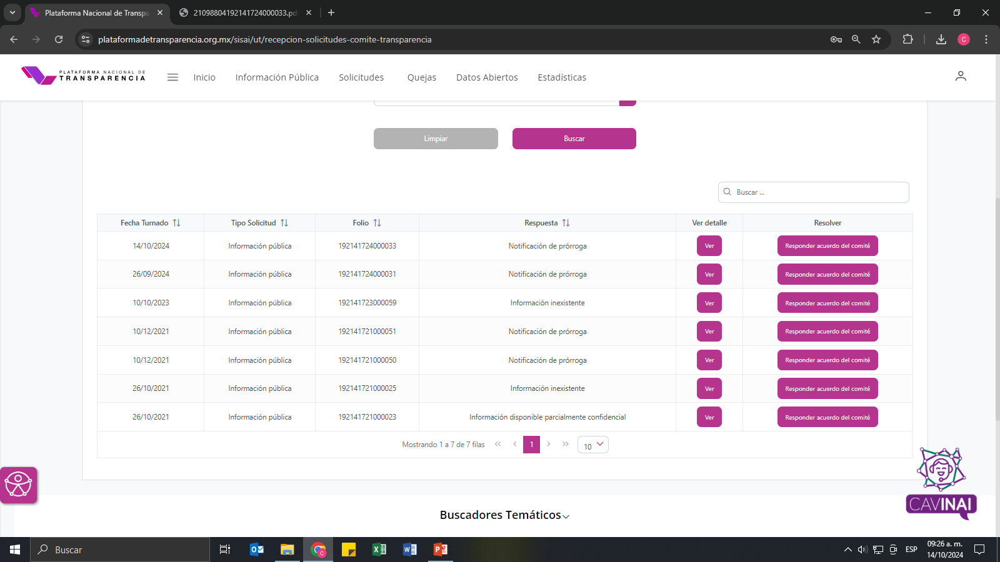 Plataforma Nacional de Transpa
21098804192141724000033.pd
plataformadetransparencia.org.mx/sisai/ut/recepcion-solicitudes-comite-transparencia
C
PLATAFORMA NACIONAL DE
TRANSPARENCIA
Inicio
Información Pública
Solicitudes
Quejas
Datos Abiertos
Estadísticas
Limpiar
Buscar
Buscar ...
Fecha Turnado Tipo Solicitud Folio Respuesta Ver detalle Resolver
14/10/2024 Información pública 192141724000033 Notificación de prórroga Ver Responder acuerdo del comité
26/09/2024 Información pública 192141724000031 Notificación de prórroga Ver Responder acuerdo del comité
10/10/2023 Información pública 192141723000059 Información inexistente Ver Responder acuerdo del comité
10/12/2021 Información pública 192141721000051 Notificación de prórroga Ver Responder acuerdo del comité
10/12/2021 Información pública 192141721000050 Notificación de prórroga Ver Responder acuerdo del comité
26/10/2021 Información pública 192141721000025 Información inexistente Ver Responder acuerdo del comité
26/10/2021 Información pública 192141721000023 Información disponible parcialmente confidencial Ver Responder acuerdo del comité
Mostrando 1 a 7 de 7 filas 1 10
CAVINAI
Buscadores Temáticos
Buscar
ESP
09:26 a. m.
14/10/2024